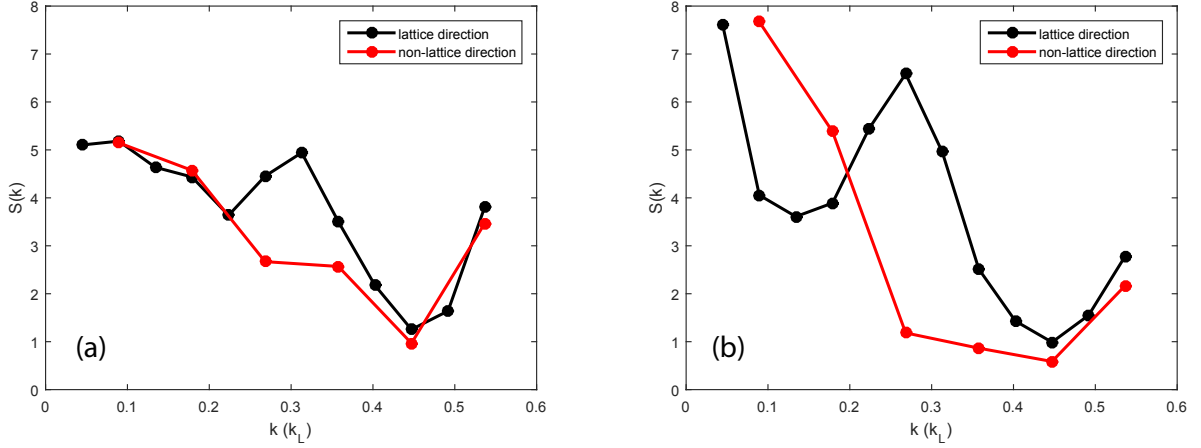 8
7
6
5
4
3
2
1
0
S(k)
lattice direction
non-lattice direction
(a)
0 0.1 0.2 0.3 0.4 0.5 0.6
k (k_L)
8
7
6
5
4
3
2
1
0
S(k)
lattice direction
non-lattice direction
(b)
0 0.1 0.2 0.3 0.4 0.5 0.6
k (k_L)